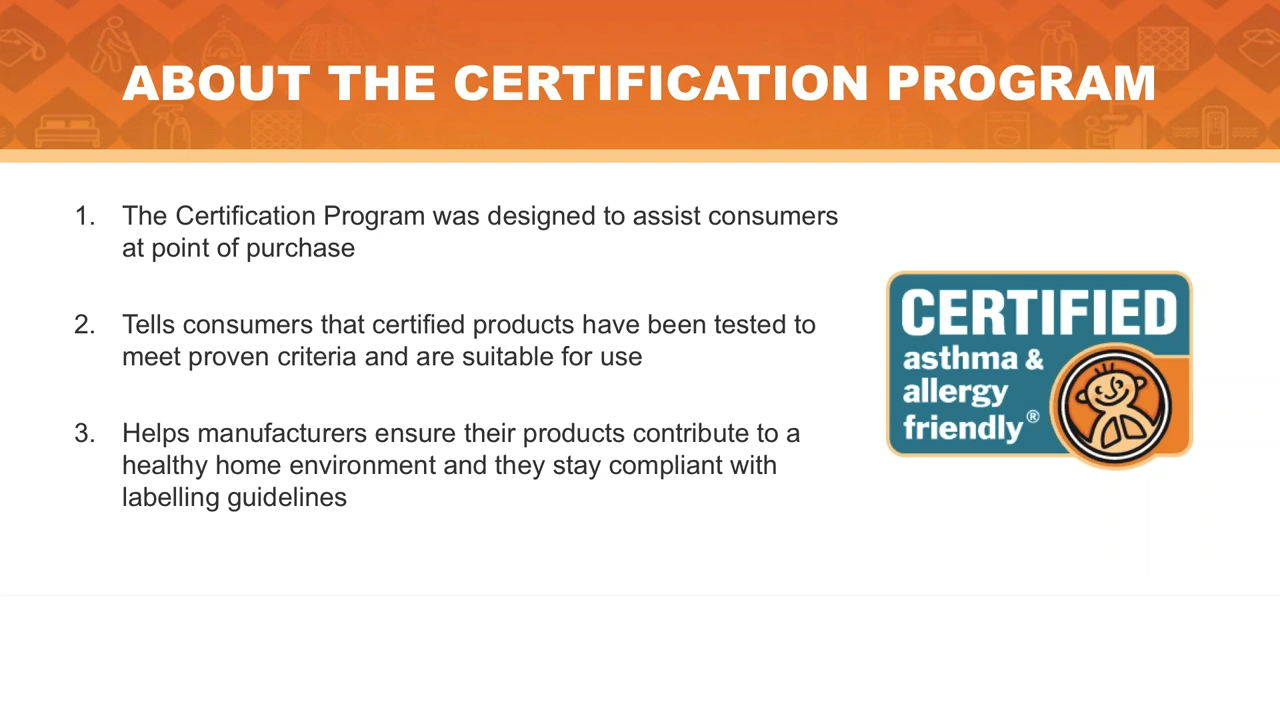 ABOUT THE CERTIFICATION PROGRAM
1. The Certification Program was designed to assist consumers
at point of purchase
2. Tells consumers that certified products have been tested to
meet proven criteria and are suitable for use
3. Helps manufacturers ensure their products contribute to a
healthy home environment and they stay compliant with
labelling guidelines
CERTIFIED
asthma &
allergy
friendly®